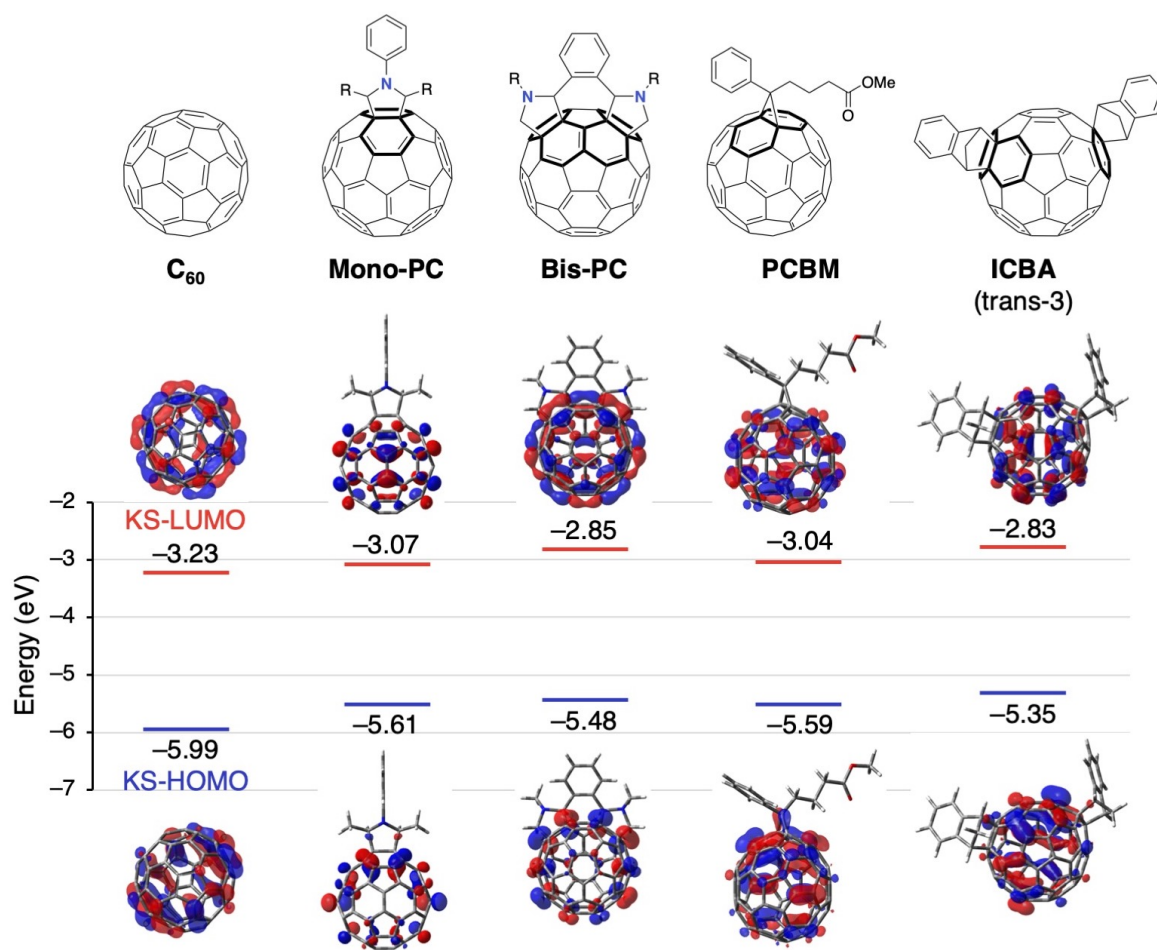 N
R
R
R
N
N
R
OMe
O
C₆₀
Mono-PC
Bis-PC
PCBM
ICBA
(trans-3)
Energy (eV)
–2
–3
–4
–5
–6
–7
KS-LUMO
–3.23
–3.07
–2.85
–3.04
–2.83
–5.99
–5.61
–5.48
–5.59
–5.35
KS-HOMO